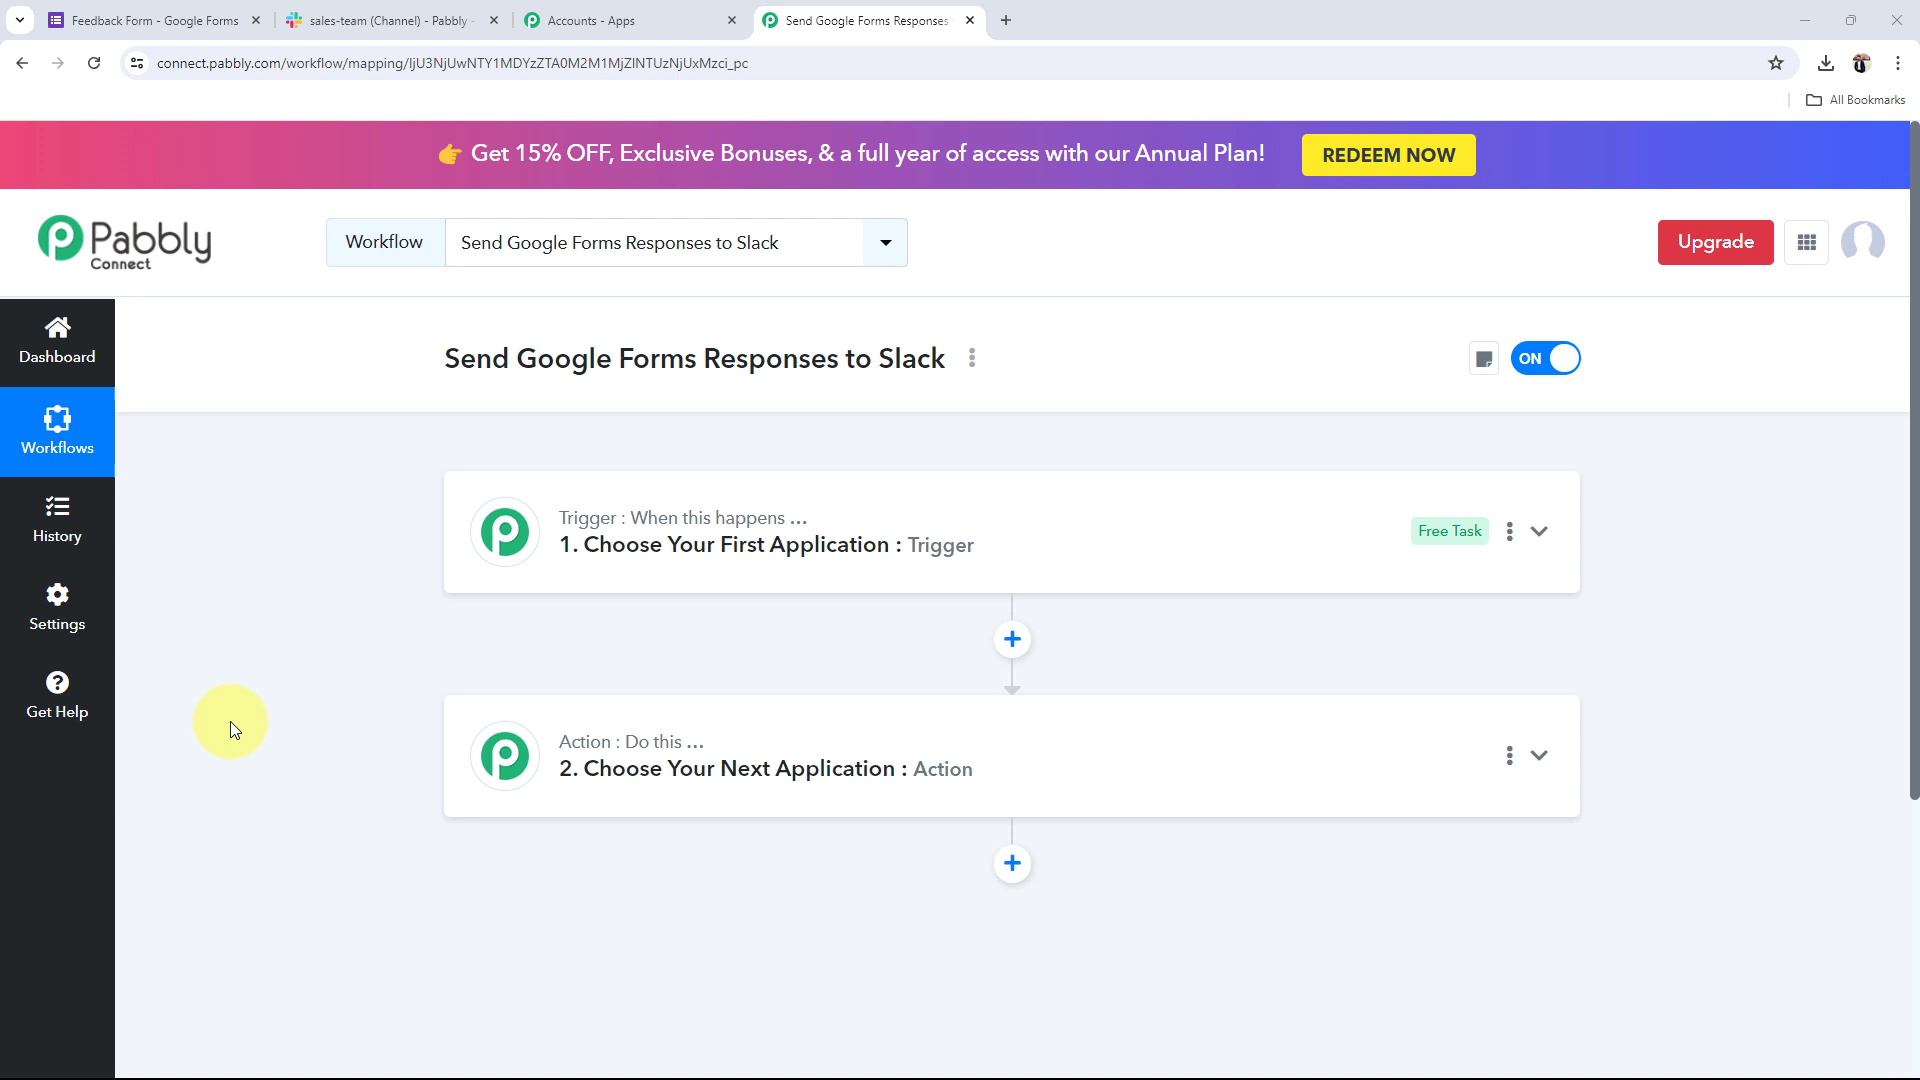 Feedback Form - Google Forms
sales-team (Channel) - Pabbly -
Accounts - Apps
Send Google Forms Responses
connect.pabbly.com/workflow/mapping/IjU3NjUwNTY1MDYzZTA0M2M1MjZlNTUzNjUxMzci_pc
All Bookmarks
👉 Get 15% OFF, Exclusive Bonuses, & a full year of access with our Annual Plan!
REDEEM NOW
Pabbly
Connect
Workflow
Send Google Forms Responses to Slack
Upgrade
Dashboard
Workflows
History
Settings
Get Help
Send Google Forms Responses to Slack
ON
Trigger : When this happens ...
1. Choose Your First Application : Trigger
Free Task
Action : Do this ...
2. Choose Your Next Application : Action